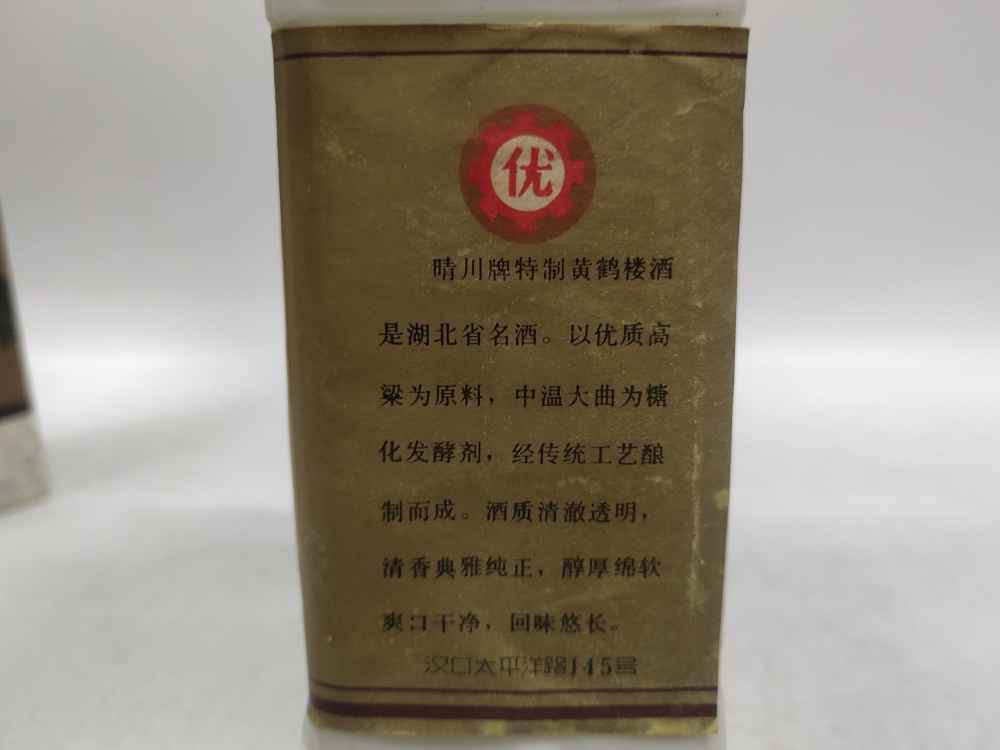 优
晴川牌特制黄鹤楼酒
是湖北省名酒。以优质高
粱为原料，中温大曲为糖
化发酵剂，经传统工艺酿
制而成。酒质清澈透明，
清香典雅纯正，醇厚绵软
爽口干净，回味悠长。
汉口太平洋路145号